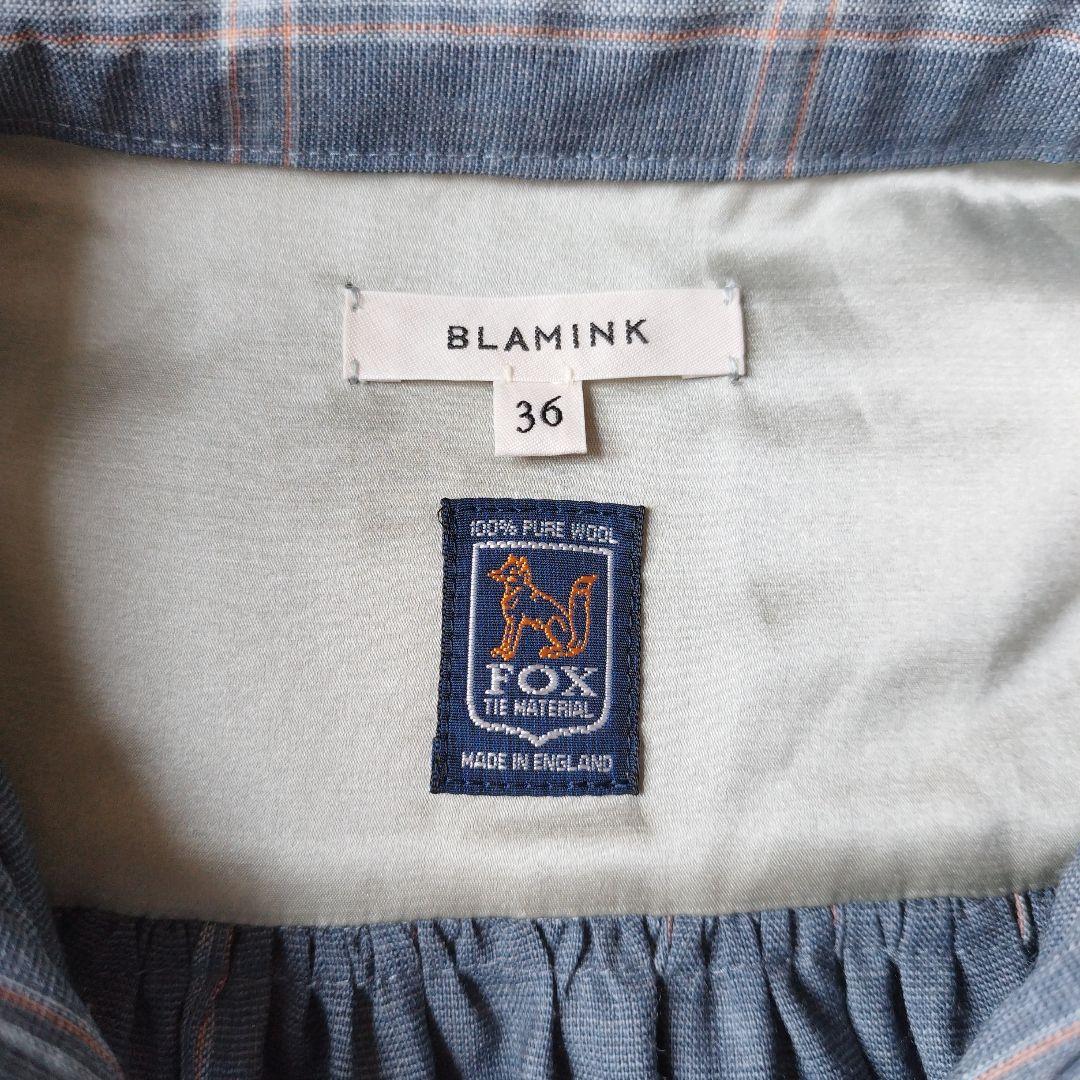 BLAMINK
36
100% PURE WOOL
FOX
TIE MATERIAL
MADE IN ENGLAND